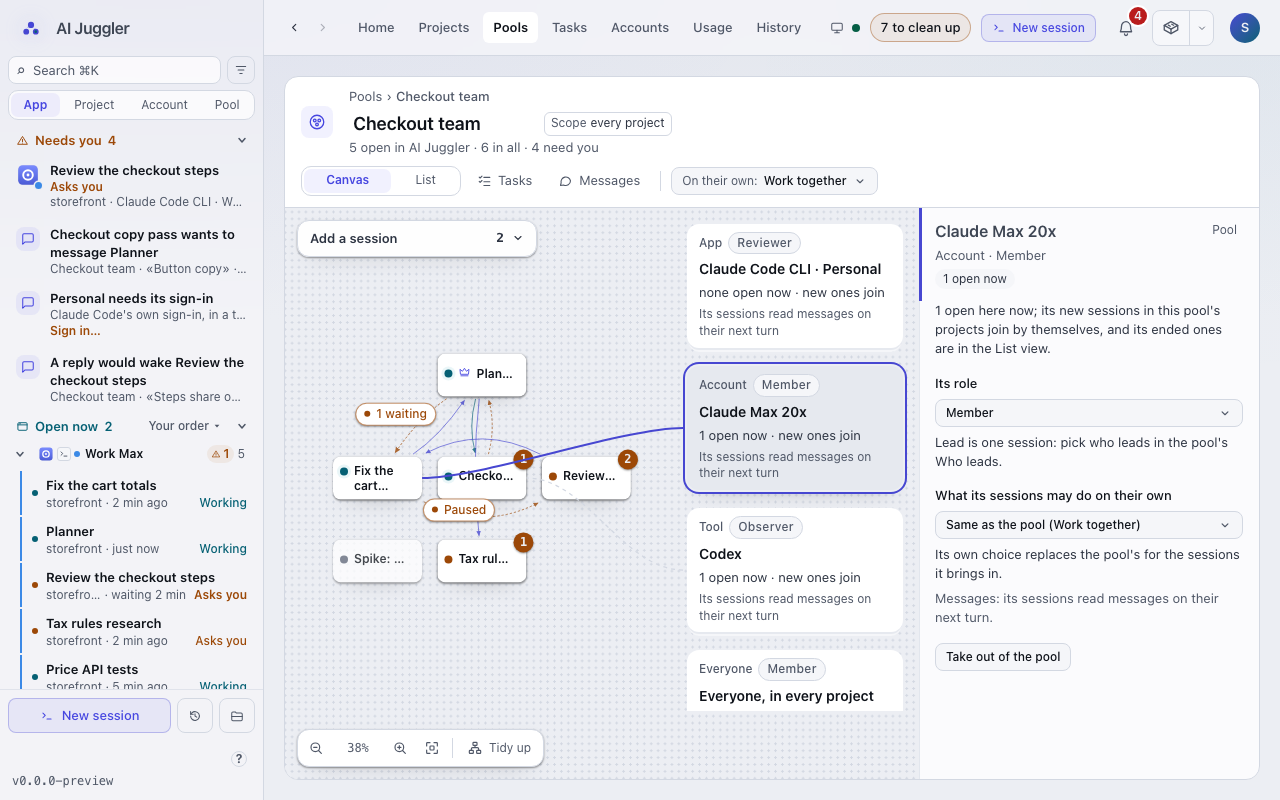 AI Juggler
Search ⌘K
App Project Account Pool
Needs you 4
Review the checkout steps
Asks you
storefront · Claude Code CLI · W…
Checkout copy pass wants to
message Planner
Checkout team · «Button copy» ·…
Personal needs its sign-in
Claude Code's own sign-in, in a t…
Sign in…
A reply would wake Review the
checkout steps
Checkout team · «Steps share o…
Open now 2 Your order
Work Max 1 5
Fix the cart totals
storefront · 2 min ago Working
Planner
storefront · just now Working
Review the checkout steps
storefro… · waiting 2 min Asks you
Tax rules research
storefront · 2 min ago Asks you
Price API tests
storefront · 5 min ago Working
New session
?
v0.0.0-preview
Home Projects Pools Tasks Accounts Usage History
7 to clean up
New session
4
S
Pools › Checkout team
Checkout team
Scope every project
5 open in AI Juggler · 6 in all · 4 need you
Canvas List Tasks Messages
On their own: Work together
Add a session 2
Plan…
1 waiting
Fix the
cart…
Checko…
1
Review…
2
Paused
Spike: …
Tax rul…
1
38%
Tidy up
App Reviewer
Claude Code CLI · Personal
none open now · new ones join
Its sessions read messages on
their next turn
Account Member
Claude Max 20x
1 open now · new ones join
Its sessions read messages on
their next turn
Tool Observer
Codex
1 open now · new ones join
Its sessions read messages on
their next turn
Everyone Member
Everyone, in every project
Claude Max 20x Pool
Account · Member
1 open now
1 open here now; its new sessions in this pool's
projects join by themselves, and its ended ones
are in the List view.
Its role
Member
Lead is one session: pick who leads in the pool's
Who leads.
What its sessions may do on their own
Same as the pool (Work together)
Its own choice replaces the pool's for the sessions
it brings in.
Messages: its sessions read messages on their
next turn.
Take out of the pool